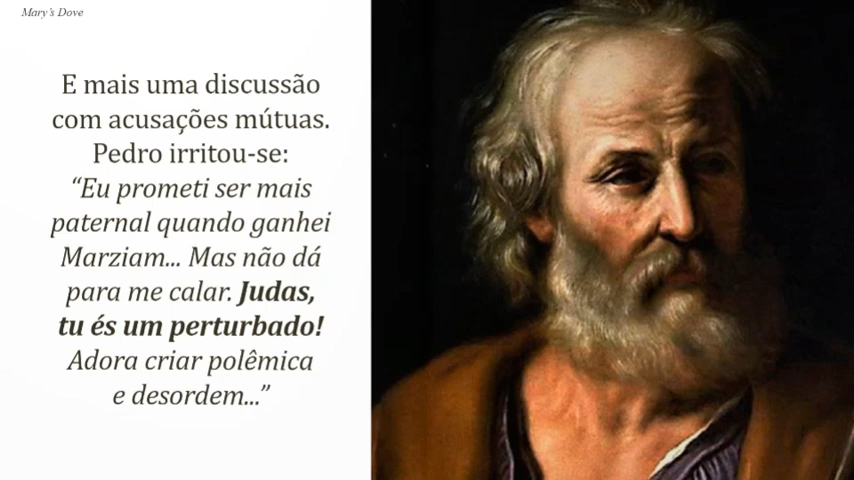 Mary's Dove
E mais uma discussão
com acusações mútuas.
Pedro irritou-se:
“Eu prometi ser mais
paternal quando ganhei
Marziam... Mas não dá
para me calar. Judas,
tu és um perturbado!
Adora criar polêmica
e desordem...”